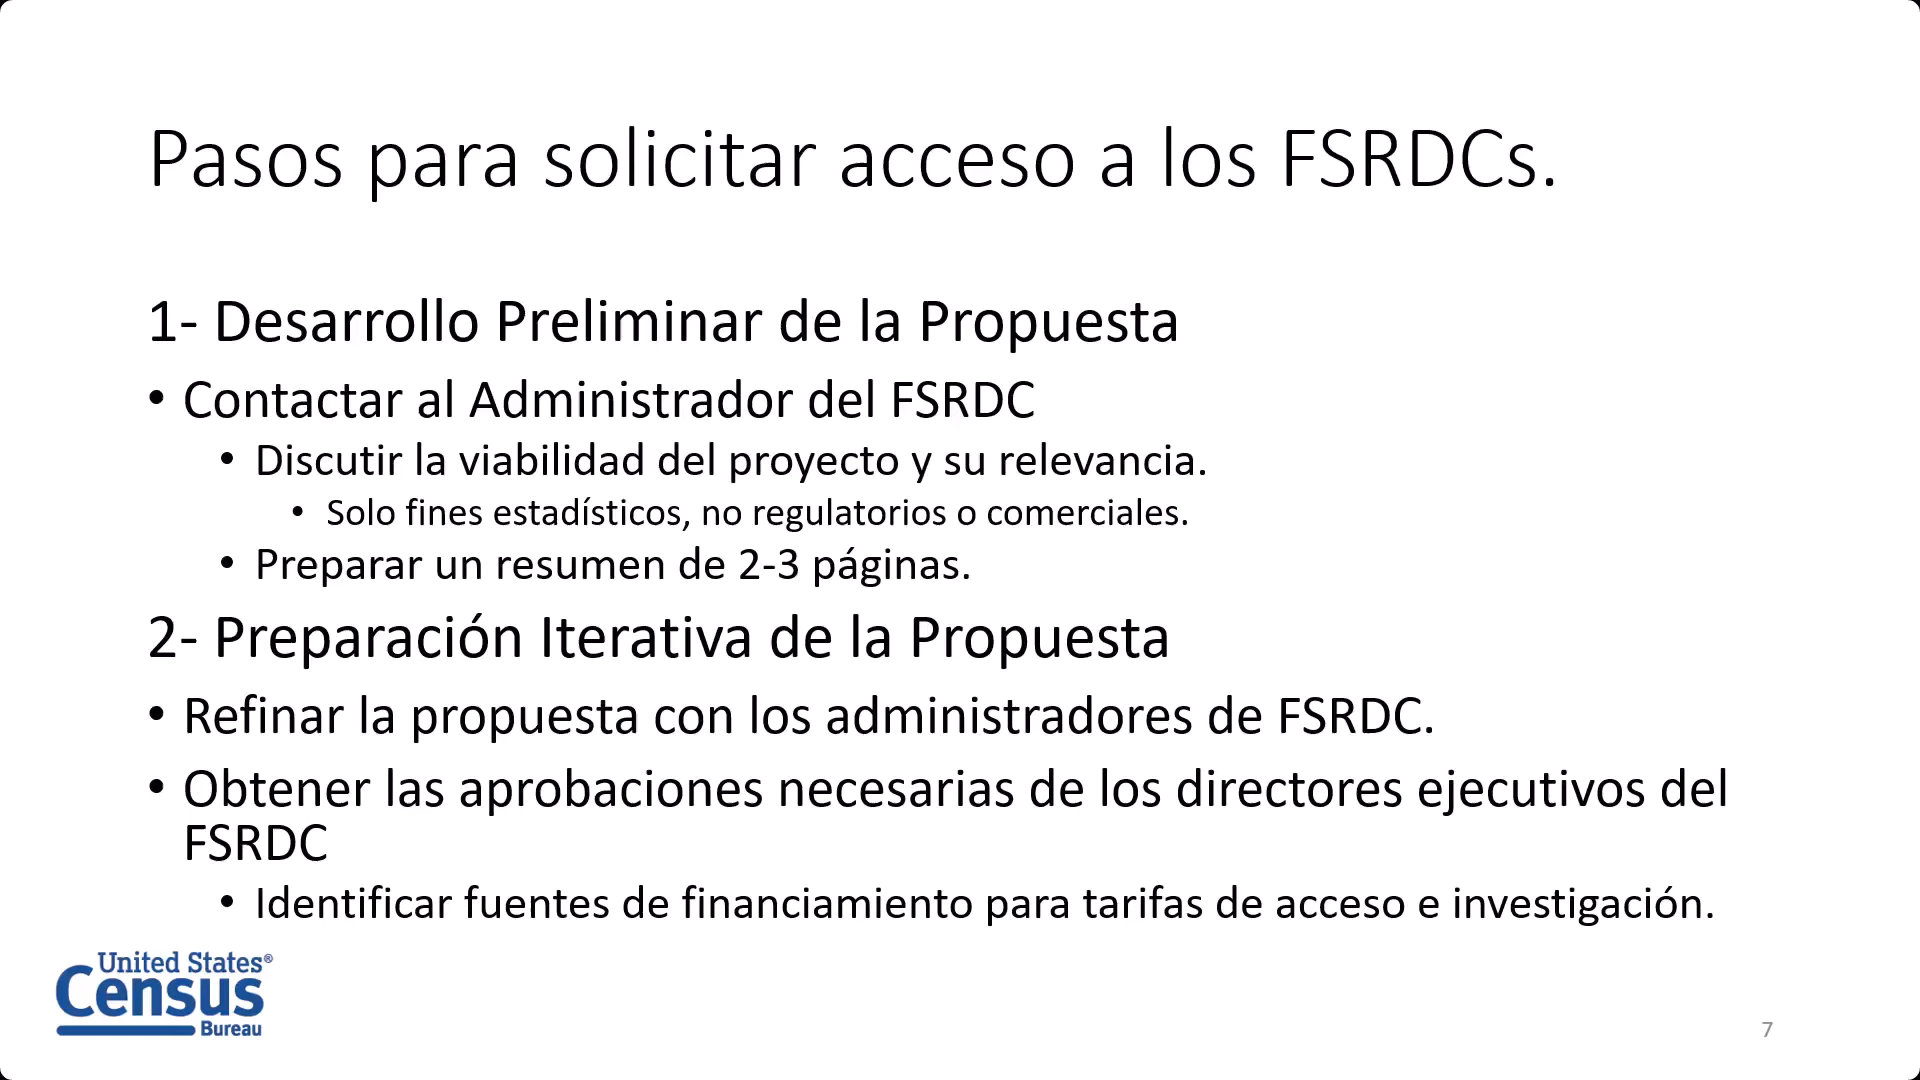 Pasos para solicitar acceso a los FSRDCs.
1- Desarrollo Preliminar de la Propuesta
• Contactar al Administrador del FSRDC
• Discutir la viabilidad del proyecto y su relevancia.
• Solo fines estadísticos, no regulatorios o comerciales.
• Preparar un resumen de 2-3 páginas.
2- Preparación Iterativa de la Propuesta
• Refinar la propuesta con los administradores de FSRDC.
• Obtener las aprobaciones necesarias de los directores ejecutivos del
FSRDC
• Identificar fuentes de financiamiento para tarifas de acceso e investigación.
United States®
Census
Bureau
7